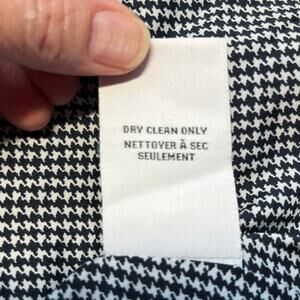 DRY CLEAN ONLY
NETTOYER À SEC
SEULEMENT